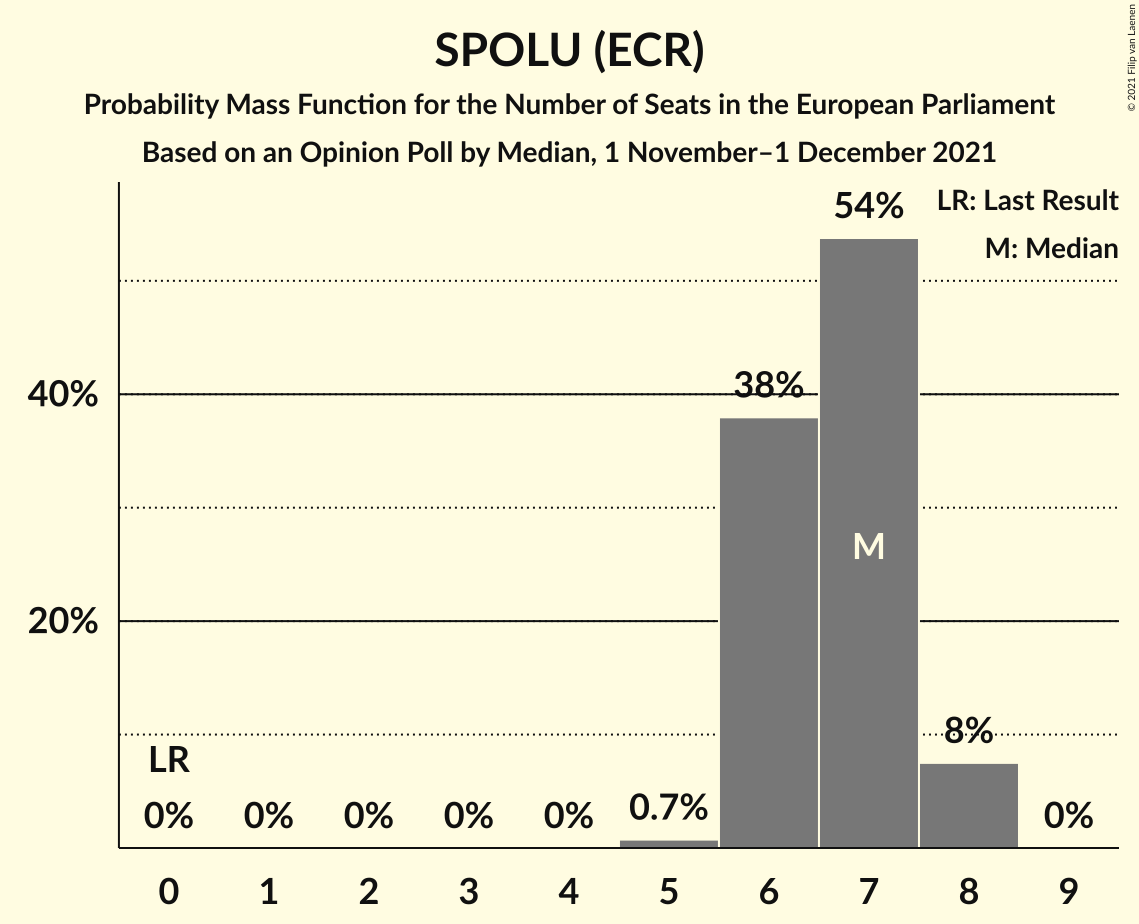 SPOLU (ECR)
Probability Mass Function for the Number of Seats in the European Parliament
Based on an Opinion Poll by Median, 1 November–1 December 2021
© 2021 Filip van Laenen
LR: Last Result
M: Median
54%
40%
38%
M
20%
8%
LR
0% 0% 0% 0% 0% 0.7% 0%
0 1 2 3 4 5 6 7 8 9